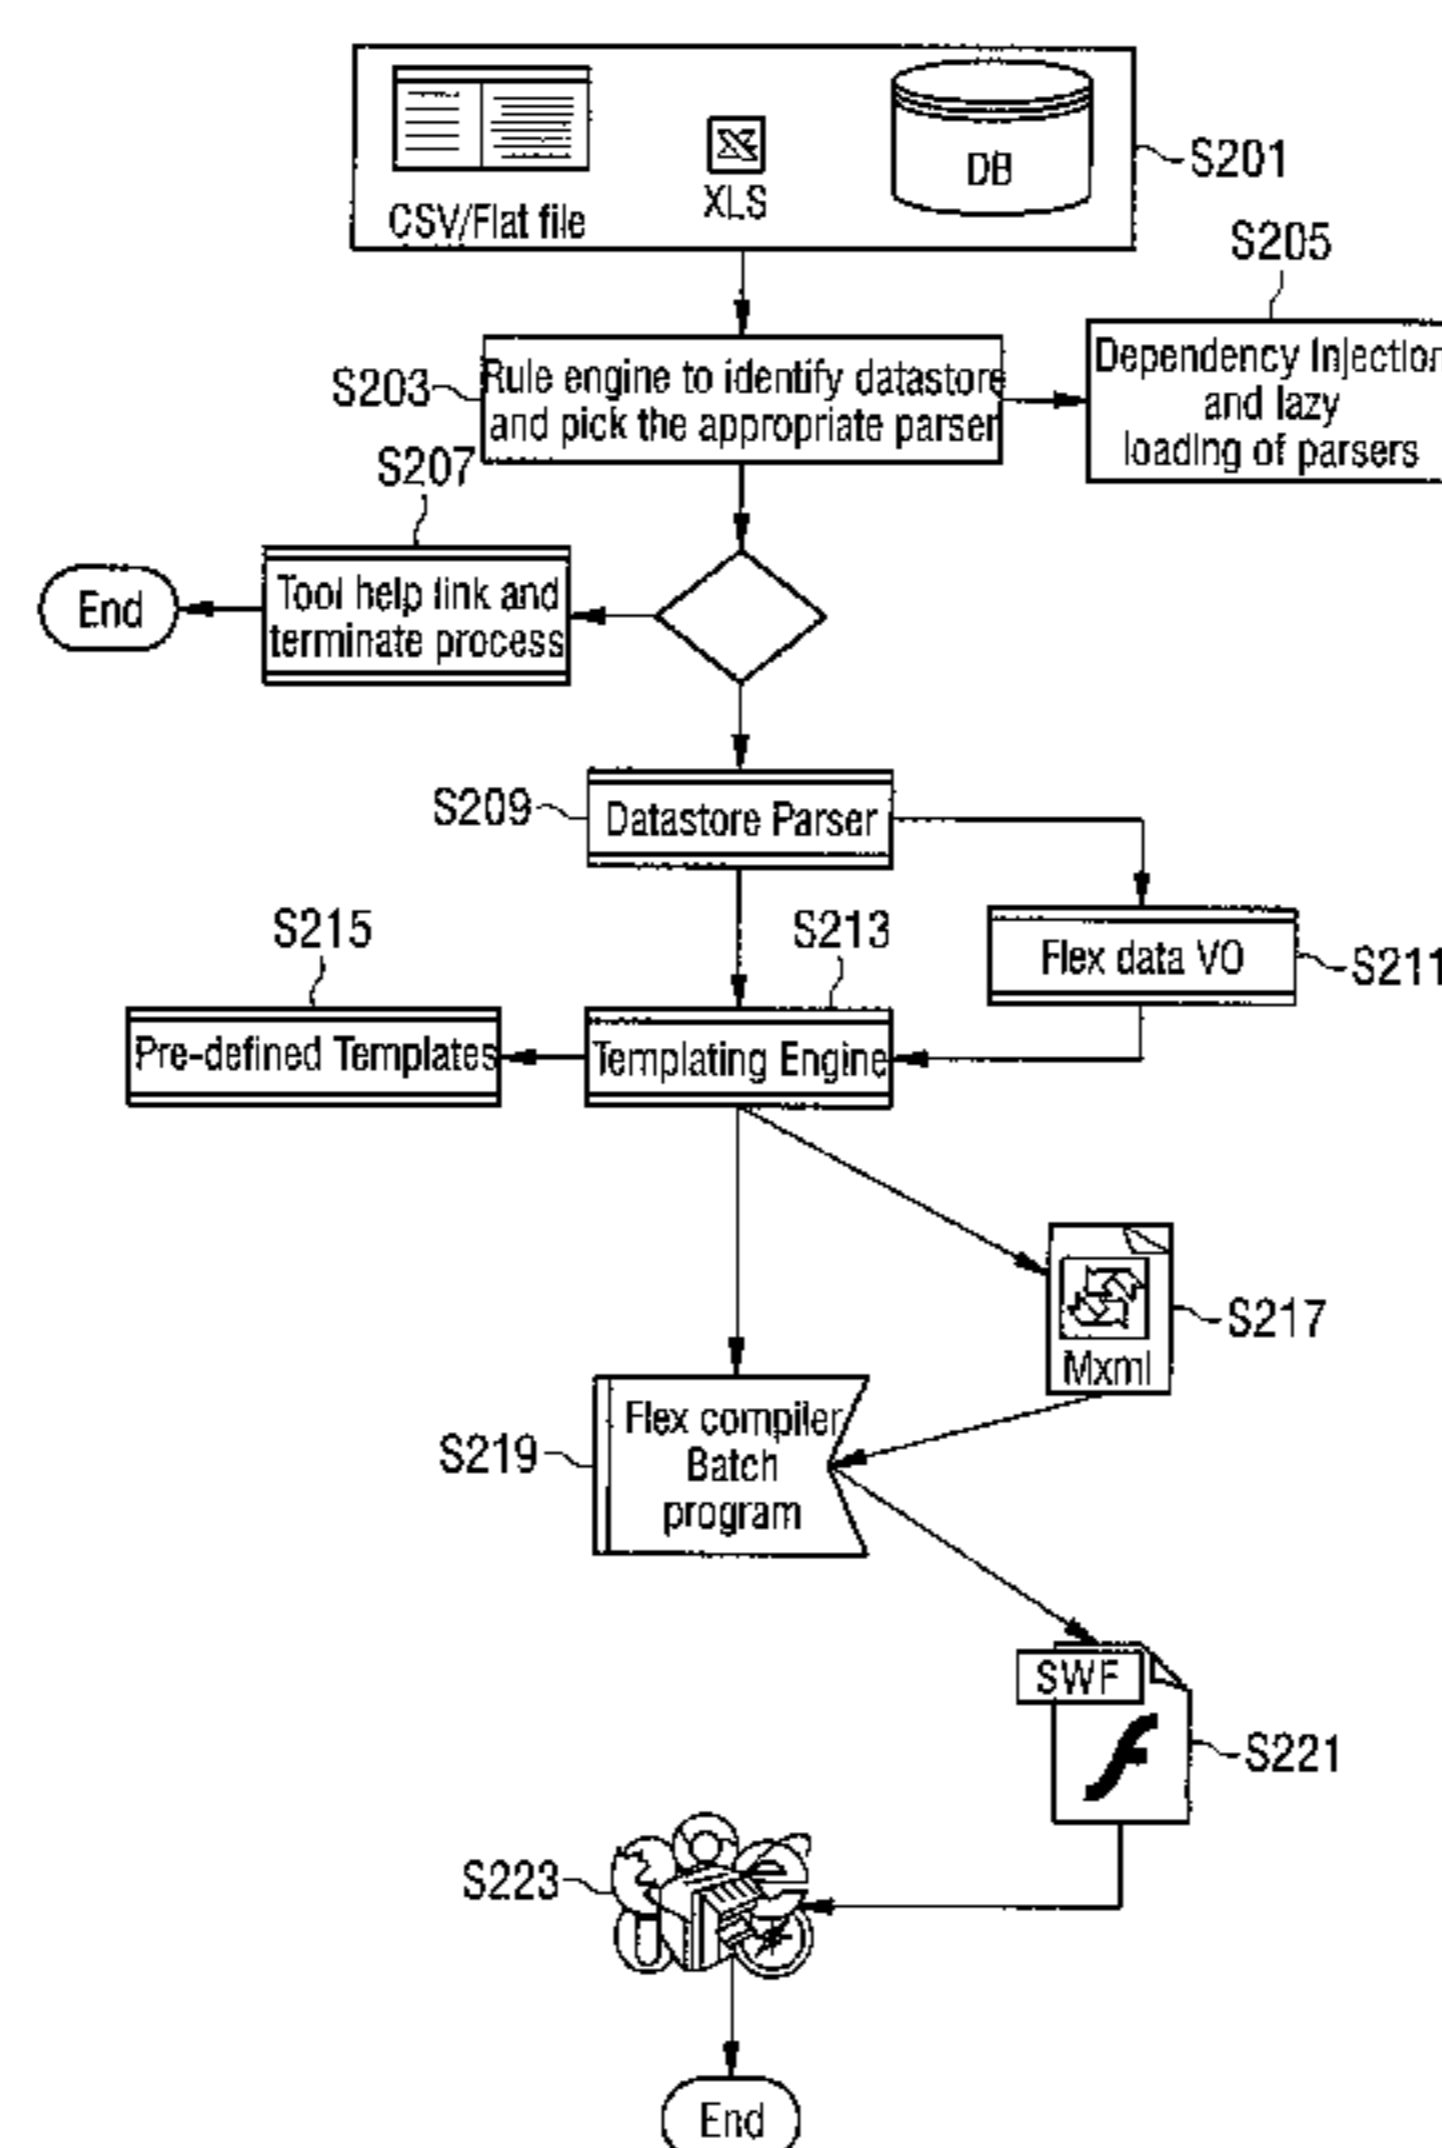 CSV/Flat file
XLS
DB
S201
S205
S203
Rule engine to identify datastore
and pick the appropriate parser
Dependency Injection
and lazy
loading of parsers
S207
End
Tool help link and
terminate process
S209
Datastore Parser
S215
S213
Flex data VO
S211
Pre-defined Templates
Templating Engine
Mxml
S217
S219
Flex compiler
Batch
program
SWF
S221
S223
End